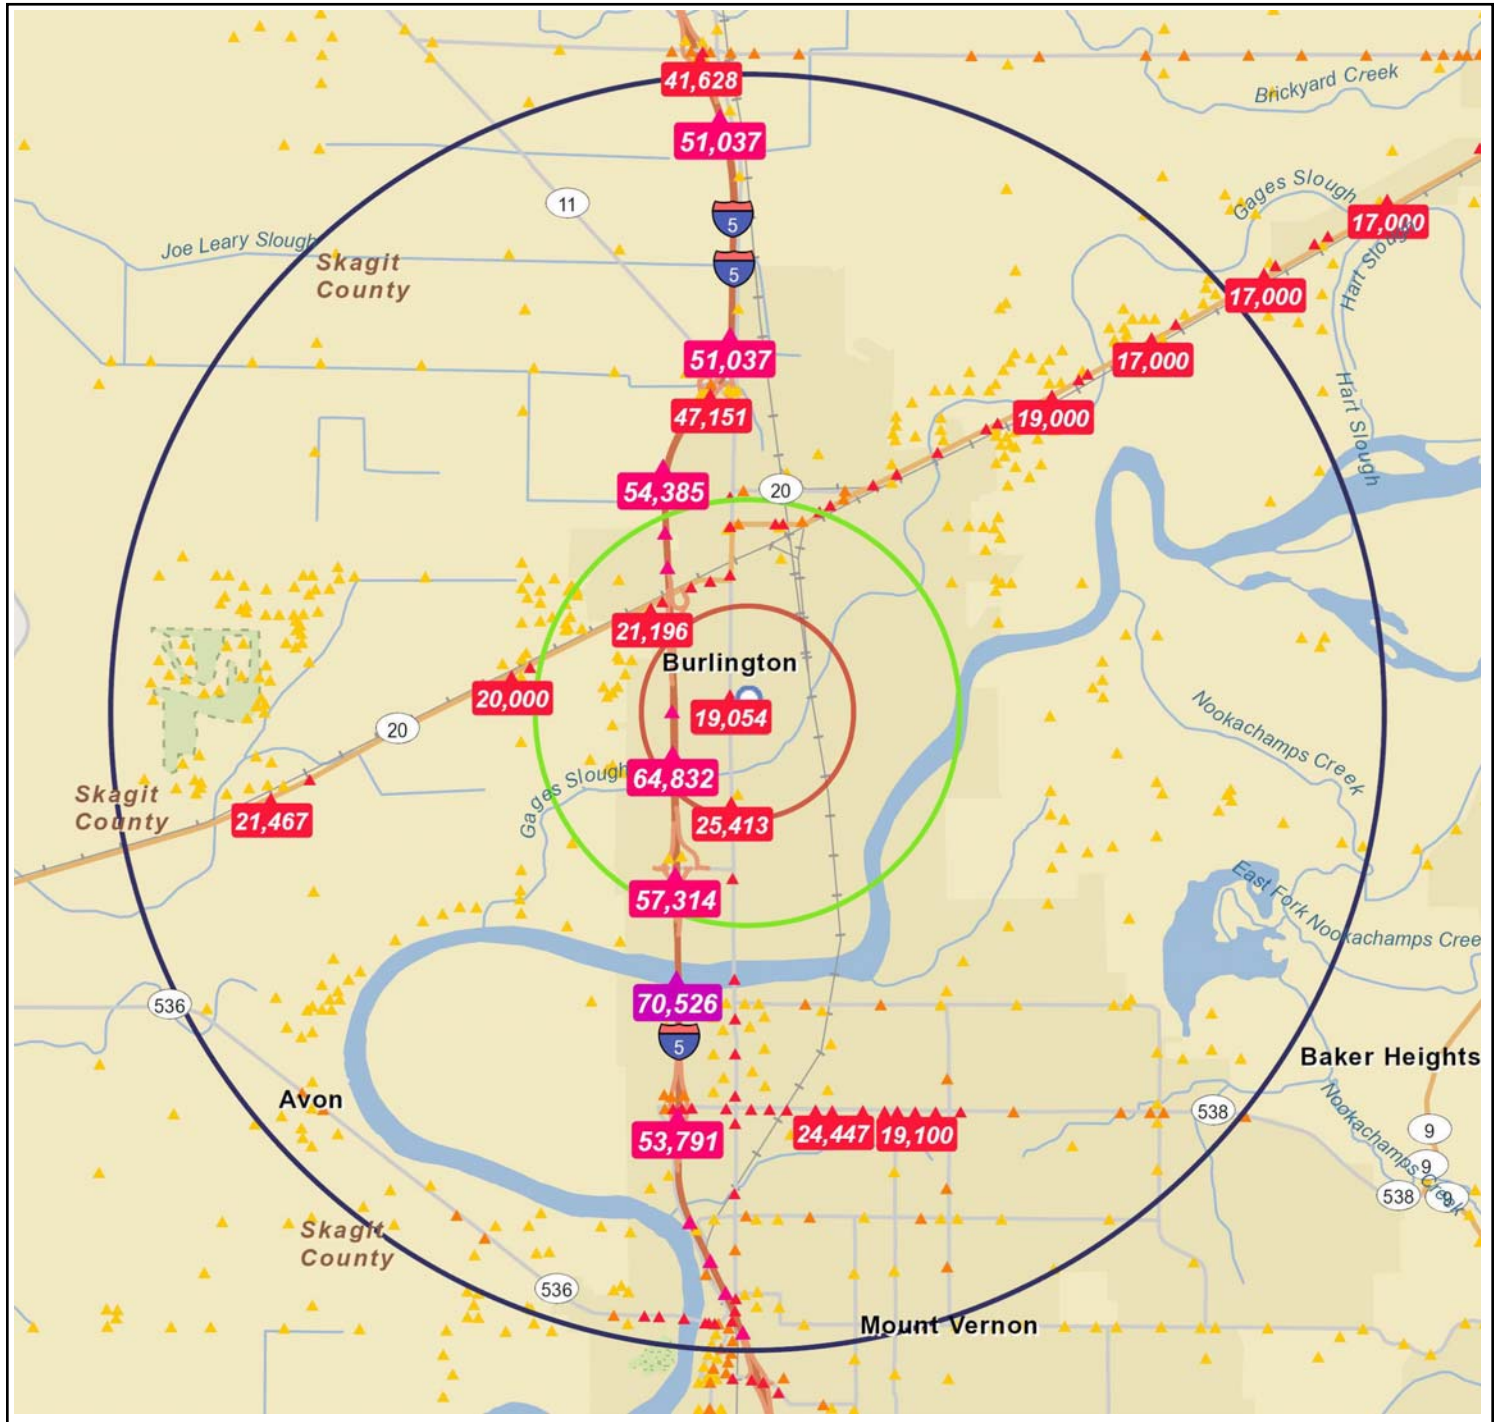 41,628
Brickyard Creek
51,037
11
Gages Slough
17,000
5
Joe Leary Slough
Skagit
County
5
Hart Slough
17,000
51,037
17,000
47,151
19,000
Hart Slough
54,385
20
21,196
Burlington
20,000
19,054
20
Nookachamps Creek
64,832
Gages Slough
Skagit
County
21,467
25,413
57,314
East Fork Nookachamps Cree
70,526
536
5
Baker Heights
Avon
538
53,791
24,447
19,100
Nookachamps Creek
9
9
538
9
Skagit
County
536
Mount Vernon